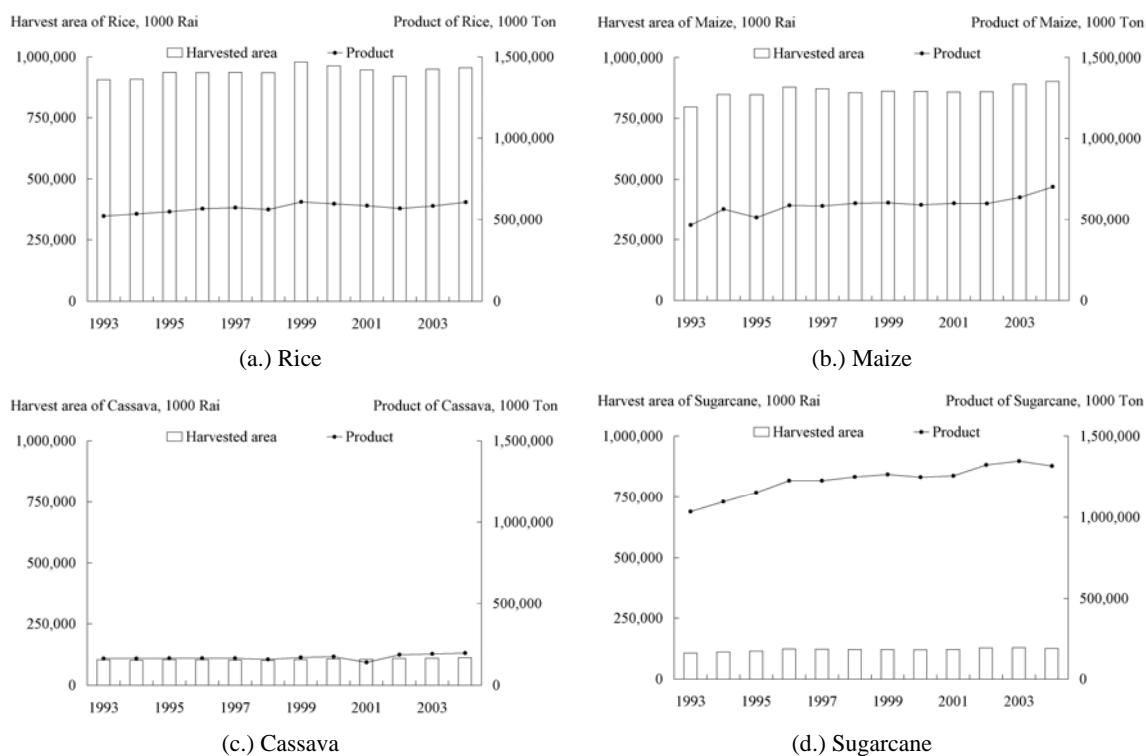 Harvest area of Rice, 1000 Rai Product of Rice, 1000 Ton
Harvested area Product
1,000,000 1,500,000
750,000
1,000,000
500,000
500,000
250,000
0 0
1993 1995 1997 1999 2001 2003
(a.) Rice
Harvest area of Maize, 1000 Rai Product of Maize, 1000 Ton
Harvested area Product
1,000,000 1,500,000
750,000
1,000,000
500,000
500,000
250,000
0 0
1993 1995 1997 1999 2001 2003
(b.) Maize
Harvest area of Cassava, 1000 Rai Product of Cassava, 1000 Ton
Harvested area Product
1,000,000 1,500,000
750,000
1,000,000
500,000
500,000
250,000
0 0
1993 1995 1997 1999 2001 2003
(c.) Cassava
Harvest area of Sugarcane, 1000 Rai Product of Sugarcane, 1000 Ton
Harvested area Product
1,000,000 1,500,000
750,000
1,000,000
500,000
500,000
250,000
0 0
1993 1995 1997 1999 2001 2003
(d.) Sugarcane